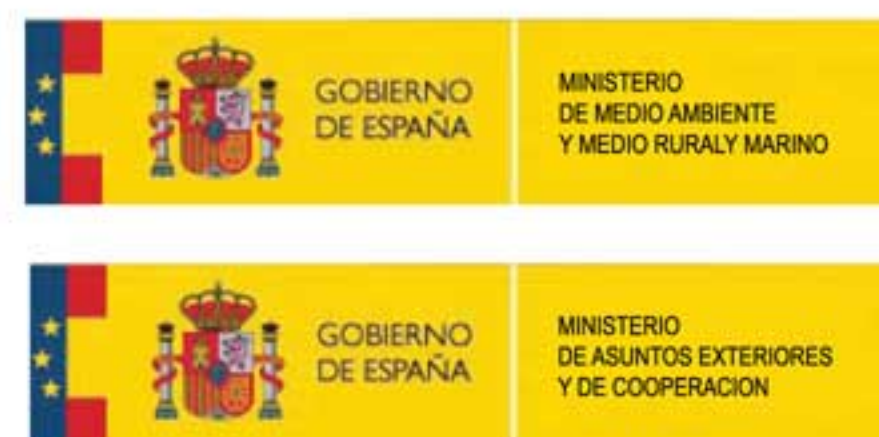 GOBIERNO
DE ESPAÑA
MINISTERIO
DE MEDIO AMBIENTE
Y MEDIO RURALY MARINO
GOBIERNO
DE ESPAÑA
MINISTERIO
DE ASUNTOS EXTERIORES
Y DE COOPERACION